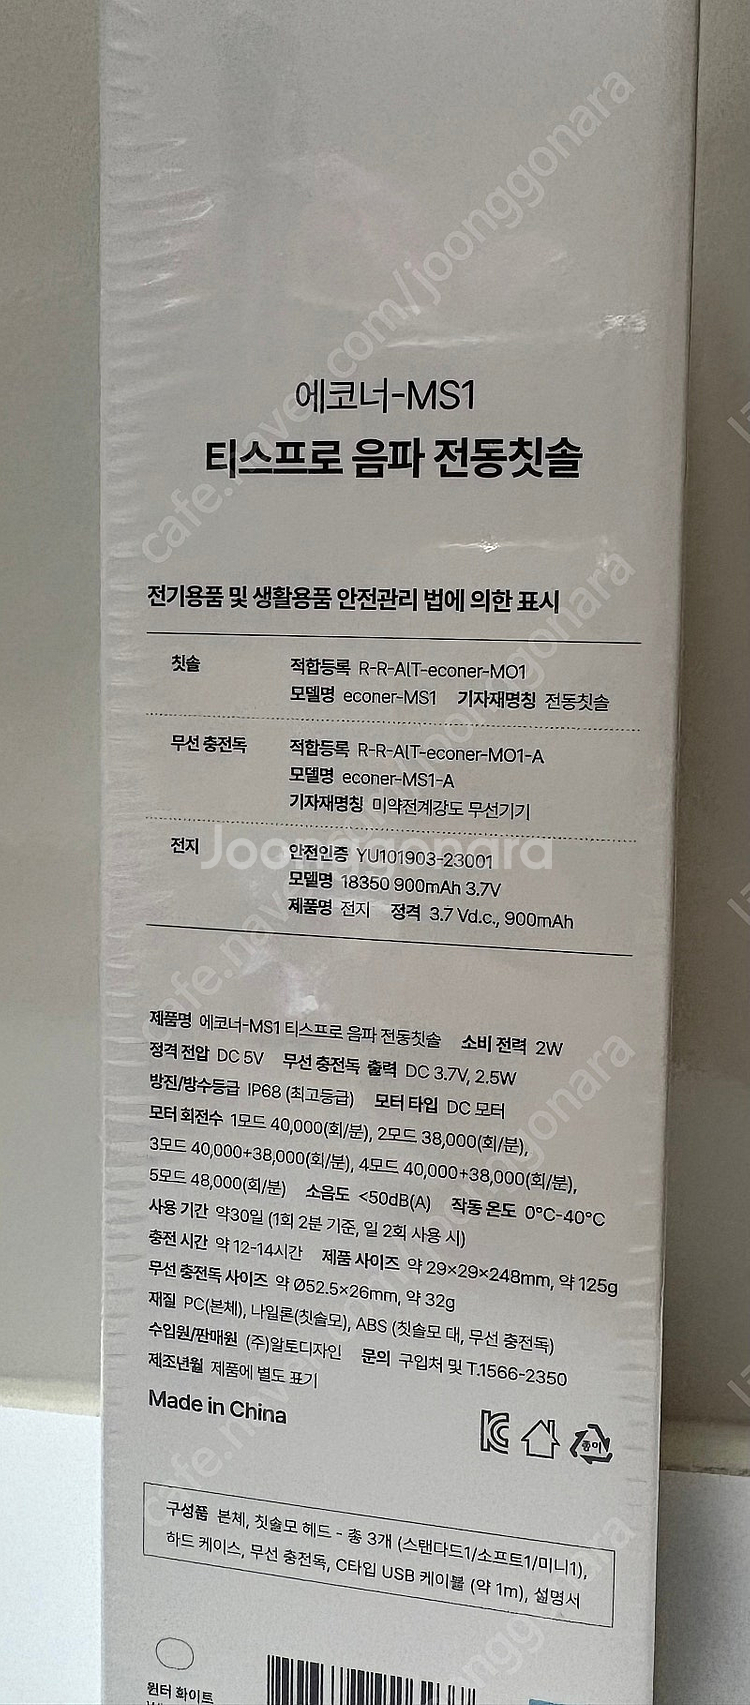 에코너-MS1
티스프로 음파 전동칫솔
전기용품 및 생활용품 안전관리 법에 의한 표시
칫솔 적합등록 R-R-AlT-econer-MO1
모델명 econer-MS1 기자재명칭 전동칫솔
무선 충전독 적합등록 R-R-AlT-econer-MO1-A
모델명 econer-MS1-A
기자재명칭 미약전계강도 무선기기
전지 안전인증 YU101903-23001
모델명 18350 900mAh 3.7V
제품명 전지 정격 3.7 Vd.c., 900mAh
제품명 에코너-MS1 티스프로 음파 전동칫솔 소비 전력 2W
정격 전압 DC 5V 무선 충전독 출력 DC 3.7V, 2.5W
방진/방수등급 IP68 (최고등급) 모터 타입 DC 모터
모터 회전수 1모드 40,000(회/분), 2모드 38,000(회/분),
3모드 40,000+38,000(회/분), 4모드 40,000+38,000(회/분),
5모드 48,000(회/분) 소음도 <50dB(A) 작동 온도 0°C-40°C
사용 기간 약30일 (1회 2분 기준, 일 2회 사용 시)
충전 시간 약 12-14시간 제품 사이즈 약 29×29×248mm, 약 125g
무선 충전독 사이즈 약 Ø52.5×26mm, 약 32g
재질 PC(본체), 나일론(칫솔모), ABS (칫솔모 대, 무선 충전독)
수입원/판매원 (주)알토디자인 문의 구입처 및 T.1566-2350
제조년월 제품에 별도 표기
Made in China
종이
구성품 본체, 칫솔모 헤드 - 총 3개 (스탠다드1/소프트1/미니1),
하드 케이스, 무선 충전독, C타입 USB 케이블 (약 1m), 설명서
윈터 화이트
Joonggonara
cafe.naver.com/joonggonara